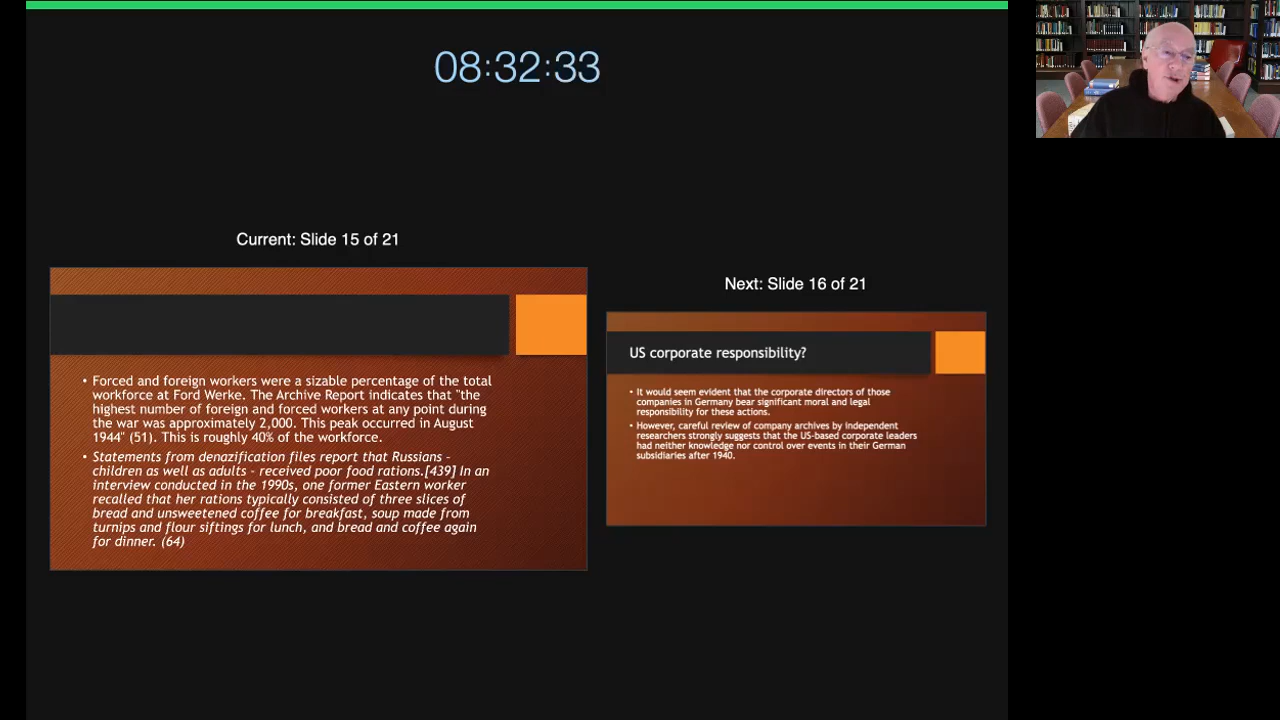 08:32:33
Current: Slide 15 of 21
• Forced and foreign workers were a sizable percentage of the total
workforce at Ford Werke. The Archive Report indicates that "the
highest number of foreign and forced workers at any point during
the war was approximately 2,000. This peak occurred in August
1944" (51). This is roughly 40% of the workforce.
• Statements from denazification files report that Russians –
children as well as adults – received poor food rations.[439] In an
interview conducted in the 1990s, one former Eastern worker
recalled that her rations typically consisted of three slices of
bread and unsweetened coffee for breakfast, soup made from
turnips and flour siftings for lunch, and bread and coffee again
for dinner. (64)
Next: Slide 16 of 21
US corporate responsibility?
• It would seem evident that the corporate directors of those
companies in Germany bear significant moral and legal
responsibility for these actions.
• However, careful review of company archives by independent
researchers strongly suggests that the US-based corporate leaders
had neither knowledge nor control over events in their German
subsidiaries after 1940.